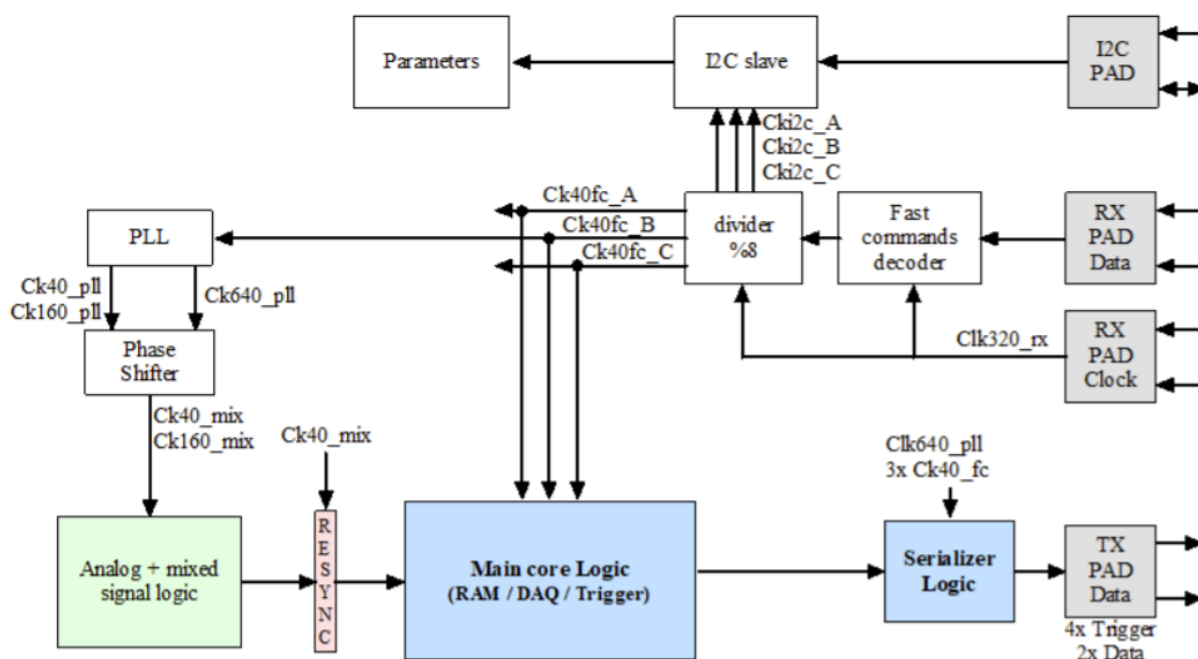 Parameters
I2C slave
I2C
PAD
Cki2c_A
Cki2c_B
Cki2c_C
Ck40fc_A
Ck40fc_B
Ck40fc_C
divider
%8
Fast
commands
decoder
RX
PAD
Data
PLL
Ck40_pll
Ck160_pll
Ck640_pll
Clk320_rx
RX
PAD
Clock
Phase
Shifter
Ck40_mix
Ck160_mix
Ck40_mix
Clk640_pll
3x Ck40_fc
Analog + mixed
signal logic
RESYNC
Main core Logic
(RAM / DAQ / Trigger)
Serializer
Logic
TX
PAD
Data
4x Trigger
2x Data